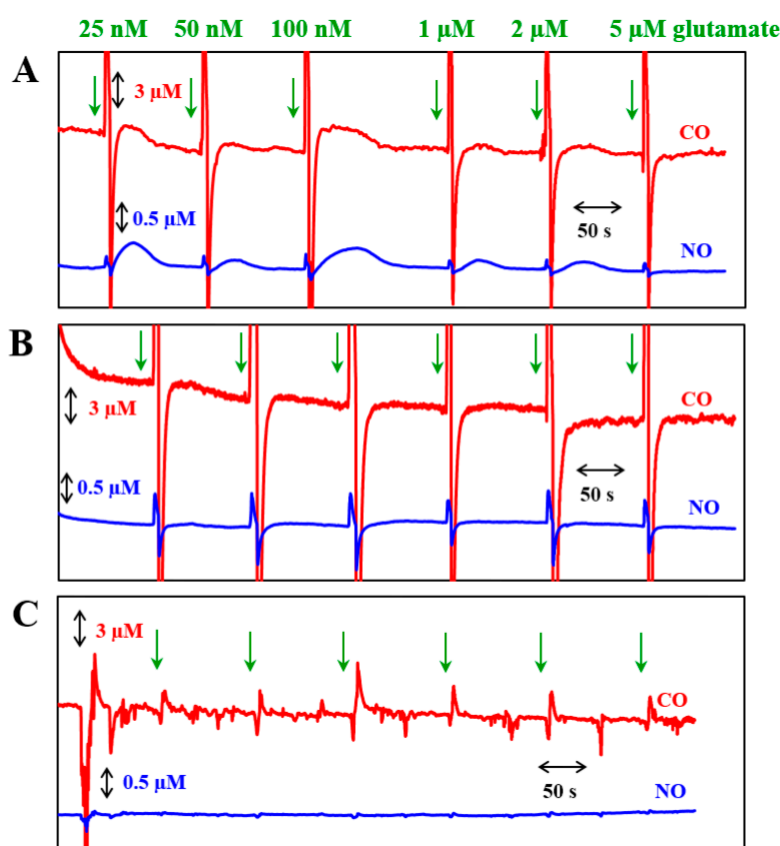 25 nM 50 nM 100 nM 1 μM 2 μM 5 μM glutamate
A
3 μM
CO
0.5 μM
50 s
NO
B
3 μM
CO
0.5 μM
50 s
NO
C
3 μM
CO
0.5 μM
50 s
NO